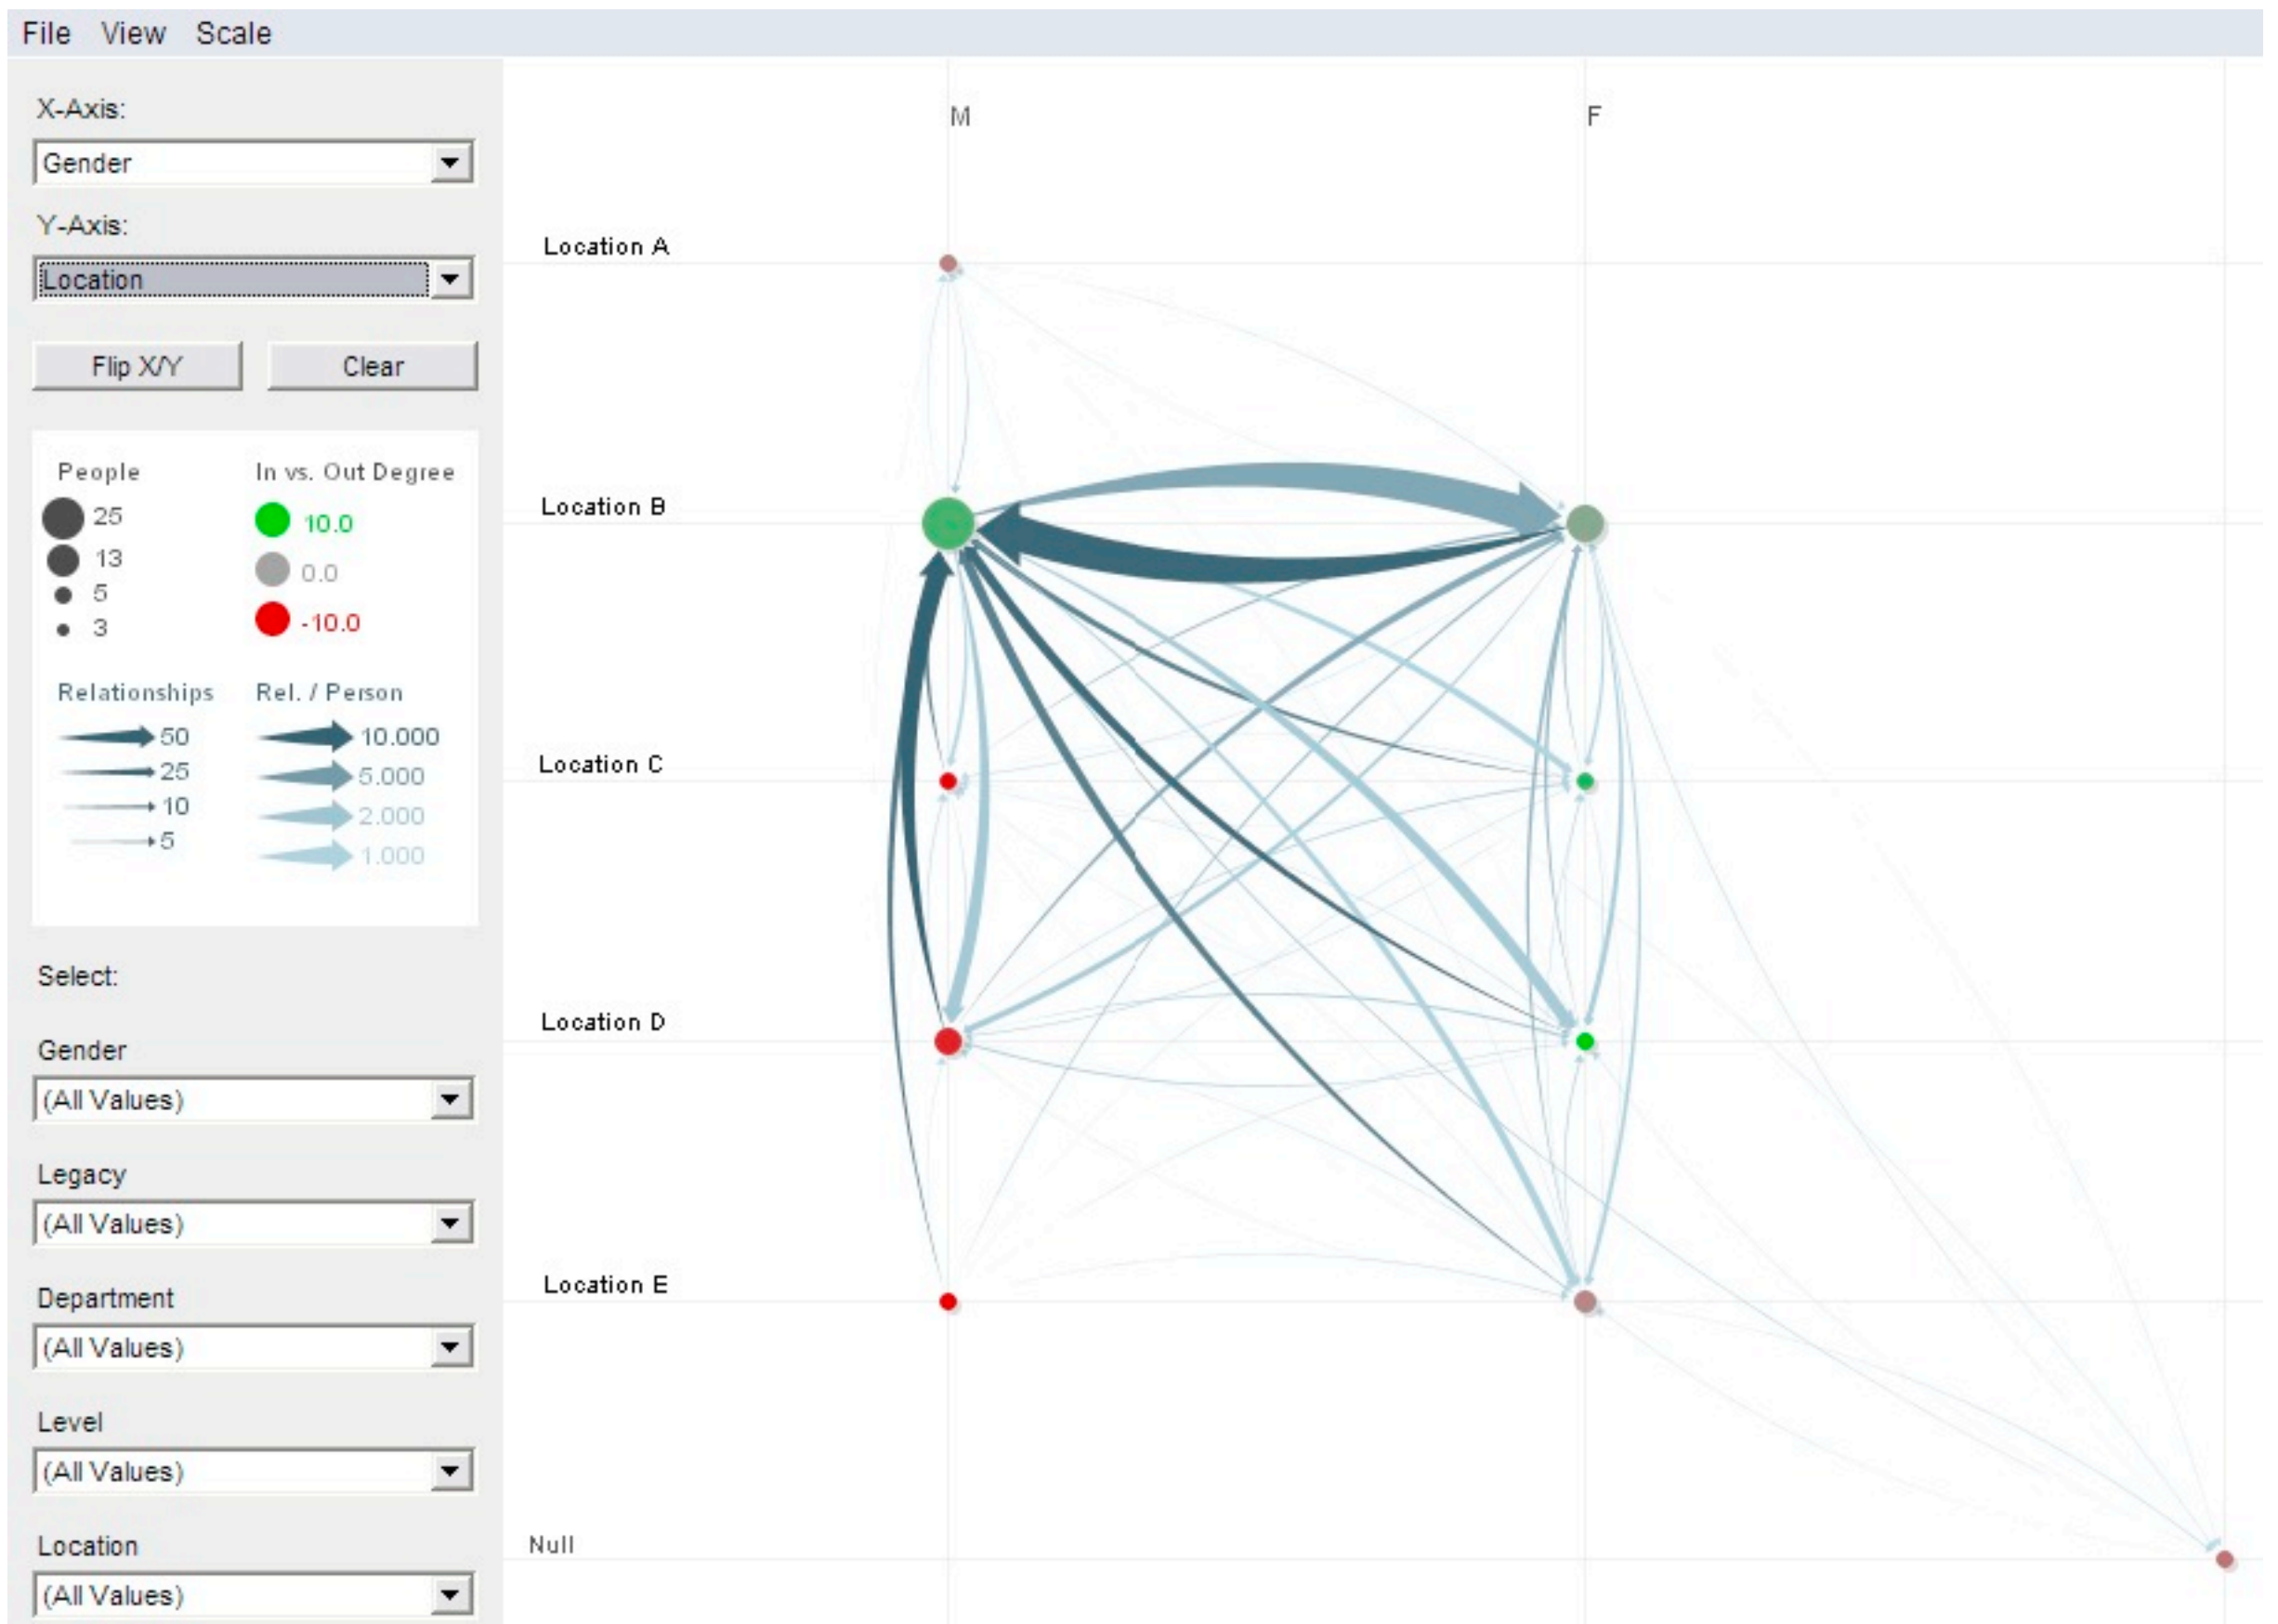 File View Scale
X-Axis:
Gender
Y-Axis:
Location
Flip X/Y Clear
People In vs. Out Degree
25 10.0
13 0.0
5 -10.0
3
Relationships Rel. / Person
50 10.000
25 5.000
10 2.000
5 1.000
Select:
Gender
(All Values)
Legacy
(All Values)
Department
(All Values)
Level
(All Values)
Location
(All Values)
M F
Location A
Location B
Location C
Location D
Location E
Null